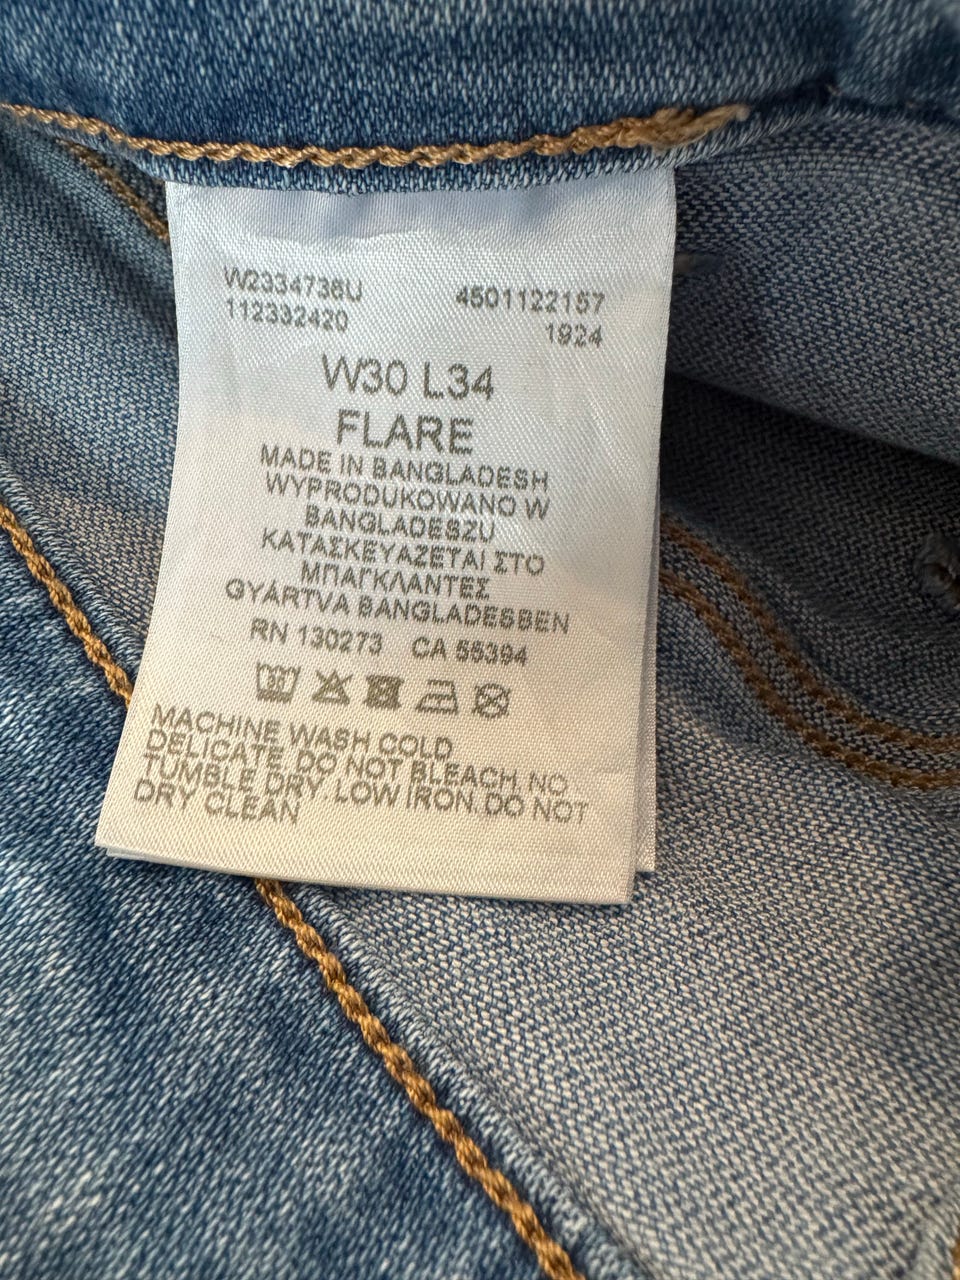 W2334736U 4501122157
112332420 1924
W30 L34
FLARE
MADE IN BANGLADESH
WYPRODUKOWANO W
BANGLADESZU
ΚΑΤΑΣΚΕΥΑΖΕΤΑΙ ΣΤΟ
ΜΠΑΓΚΛΑΝΤΕΣ
GYÁRTVA BANGLADESBEN
RN 130273 CA 55394
30
MACHINE WASH COLD
DELICATE. DO NOT BLEACH. NO
TUMBLE DRY. LOW IRON. DO NOT
DRY CLEAN